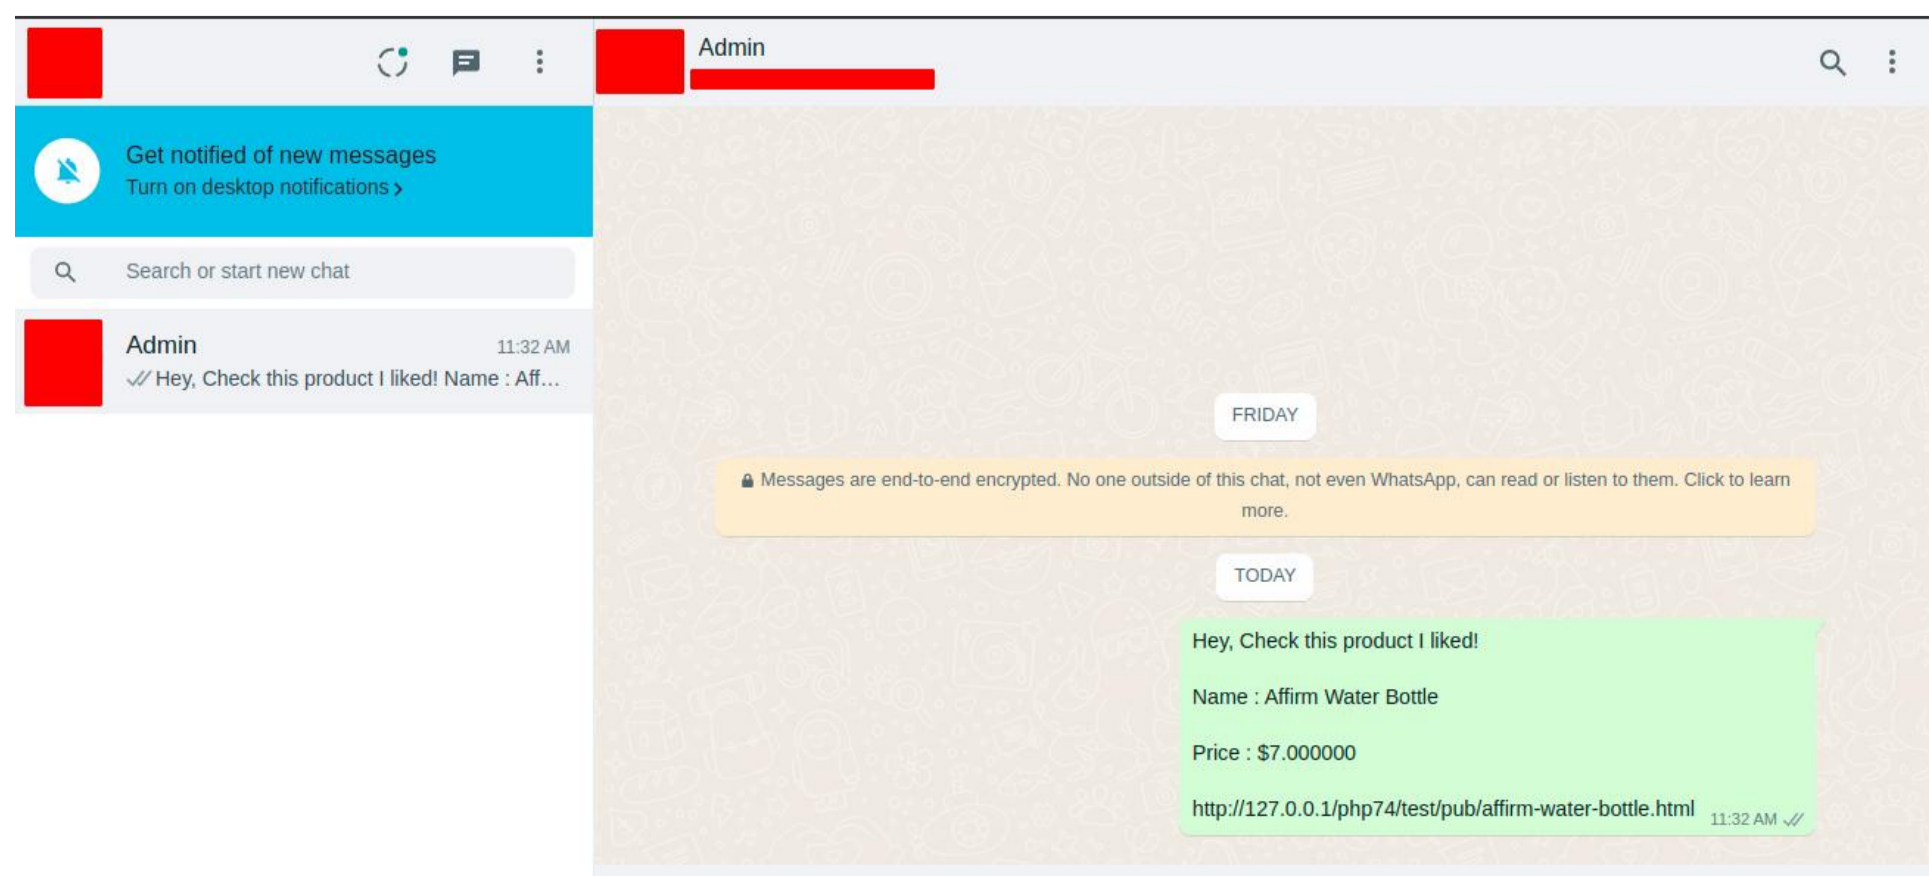 Get notified of new messages
Turn on desktop notifications >
Search or start new chat
Admin 11:32 AM
Hey, Check this product I liked! Name : Aff...
Admin
FRIDAY
Messages are end-to-end encrypted. No one outside of this chat, not even WhatsApp, can read or listen to them. Click to learn
more.
TODAY
Hey, Check this product I liked!
Name : Affirm Water Bottle
Price : $7.000000
http://127.0.0.1/php74/test/pub/affirm-water-bottle.html 11:32 AM